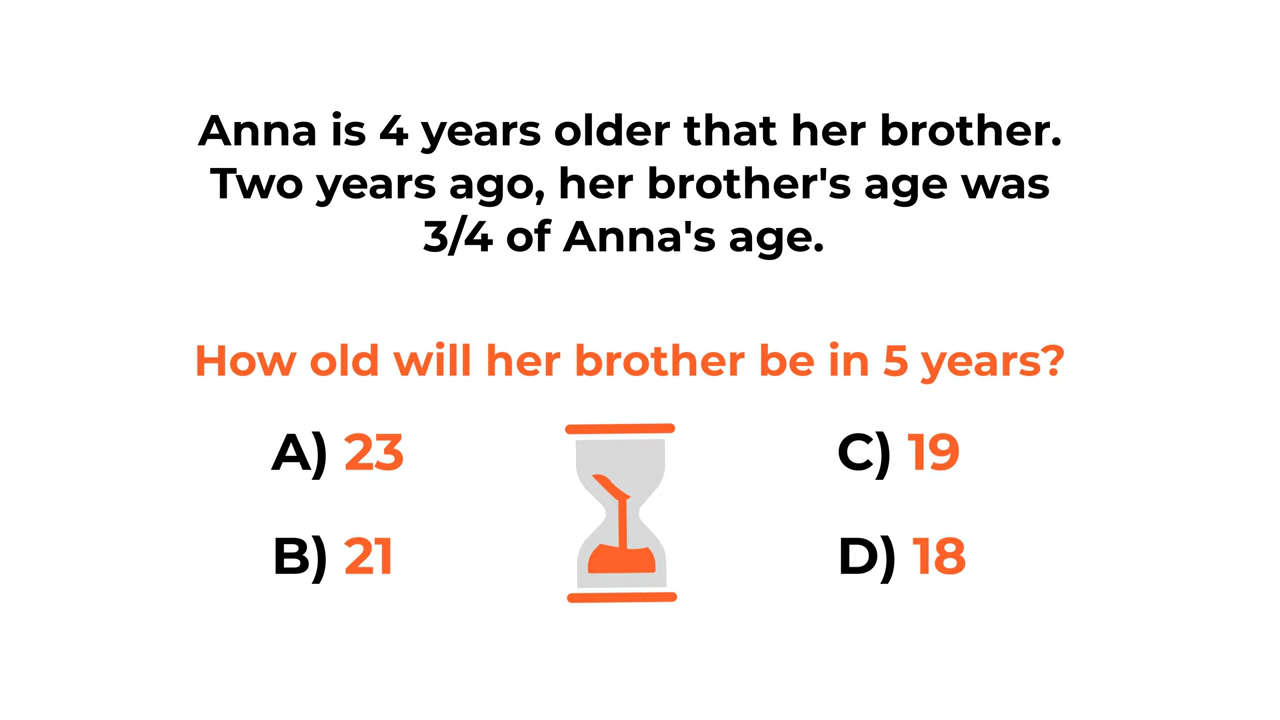 Anna is 4 years older that her brother.
Two years ago, her brother's age was
3/4 of Anna's age.
How old will her brother be in 5 years?
A) 23
C) 19
B) 21
D) 18